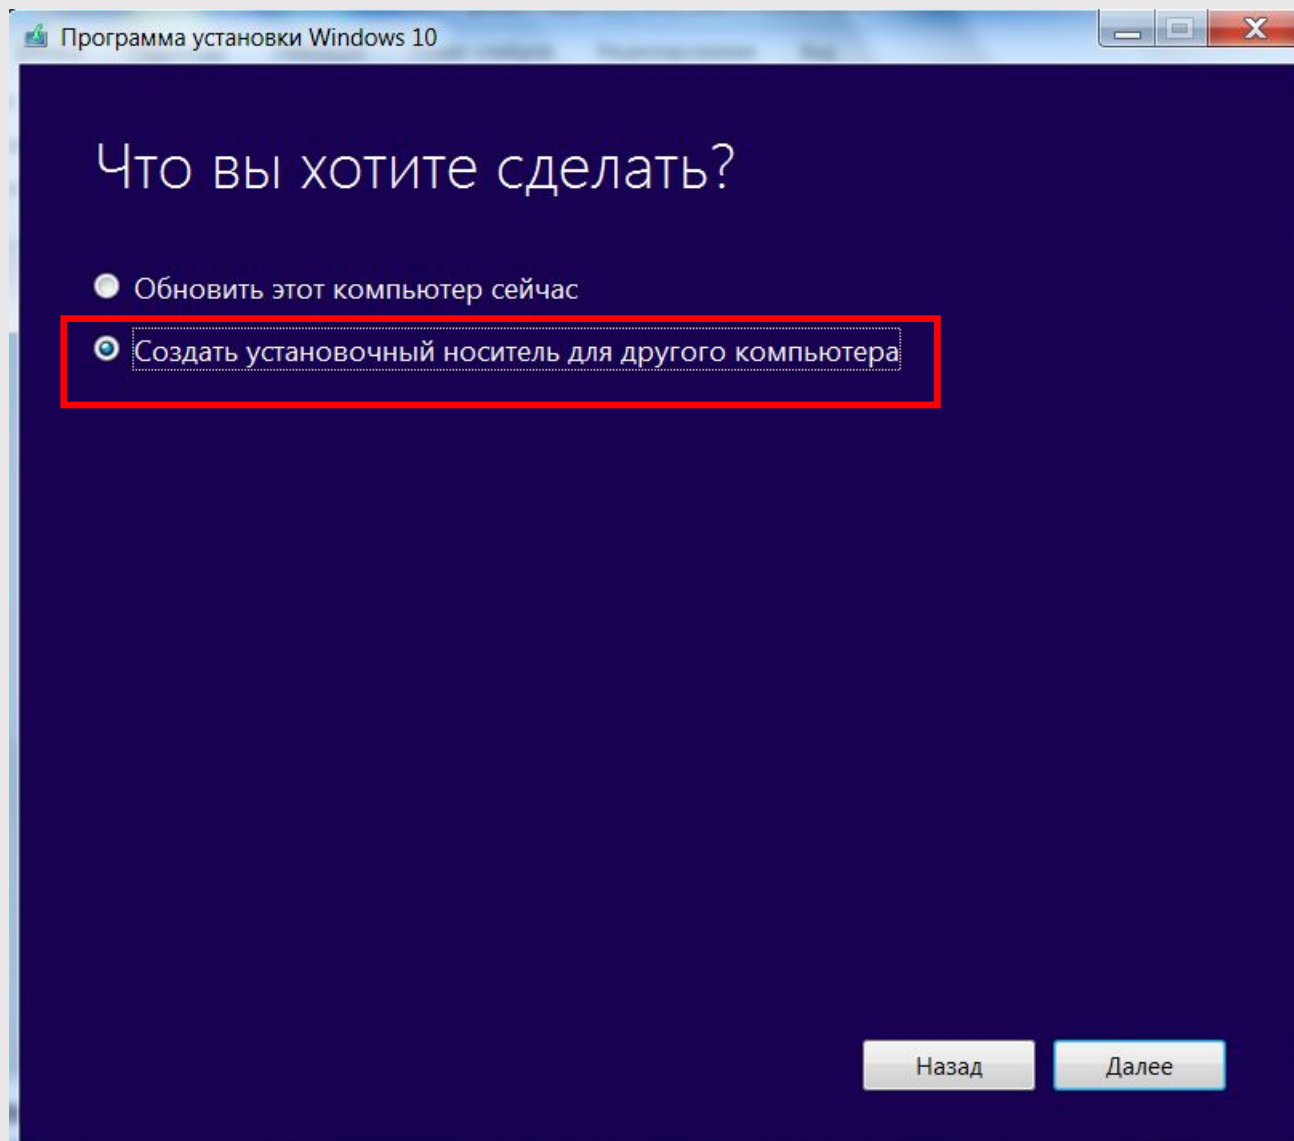 Программа установки Windows 10
Что вы хотите сделать?
Обновить этот компьютер сейчас
Создать установочный носитель для другого компьютера
Назад
Далее